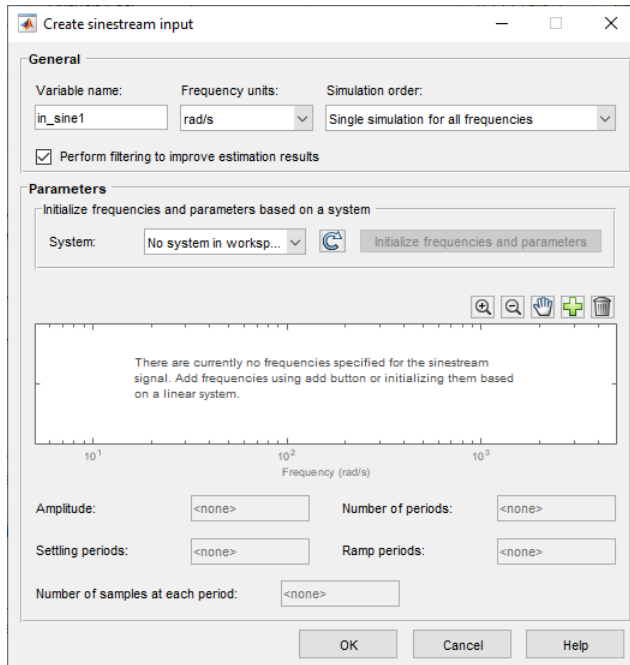 Create sinestream input
General
Variable name: Frequency units: Simulation order:
in_sine1 rad/s Single simulation for all frequencies
Perform filtering to improve estimation results
Parameters
Initialize frequencies and parameters based on a system
System: No system in worksp... Initialize frequencies and parameters
There are currently no frequencies specified for the sinestream
signal. Add frequencies using add button or initializing them based
on a linear system.
10¹ 10² 10³
Frequency (rad/s)
Amplitude: <none> Number of periods: <none>
Settling periods: <none> Ramp periods: <none>
Number of samples at each period: <none>
OK Cancel Help